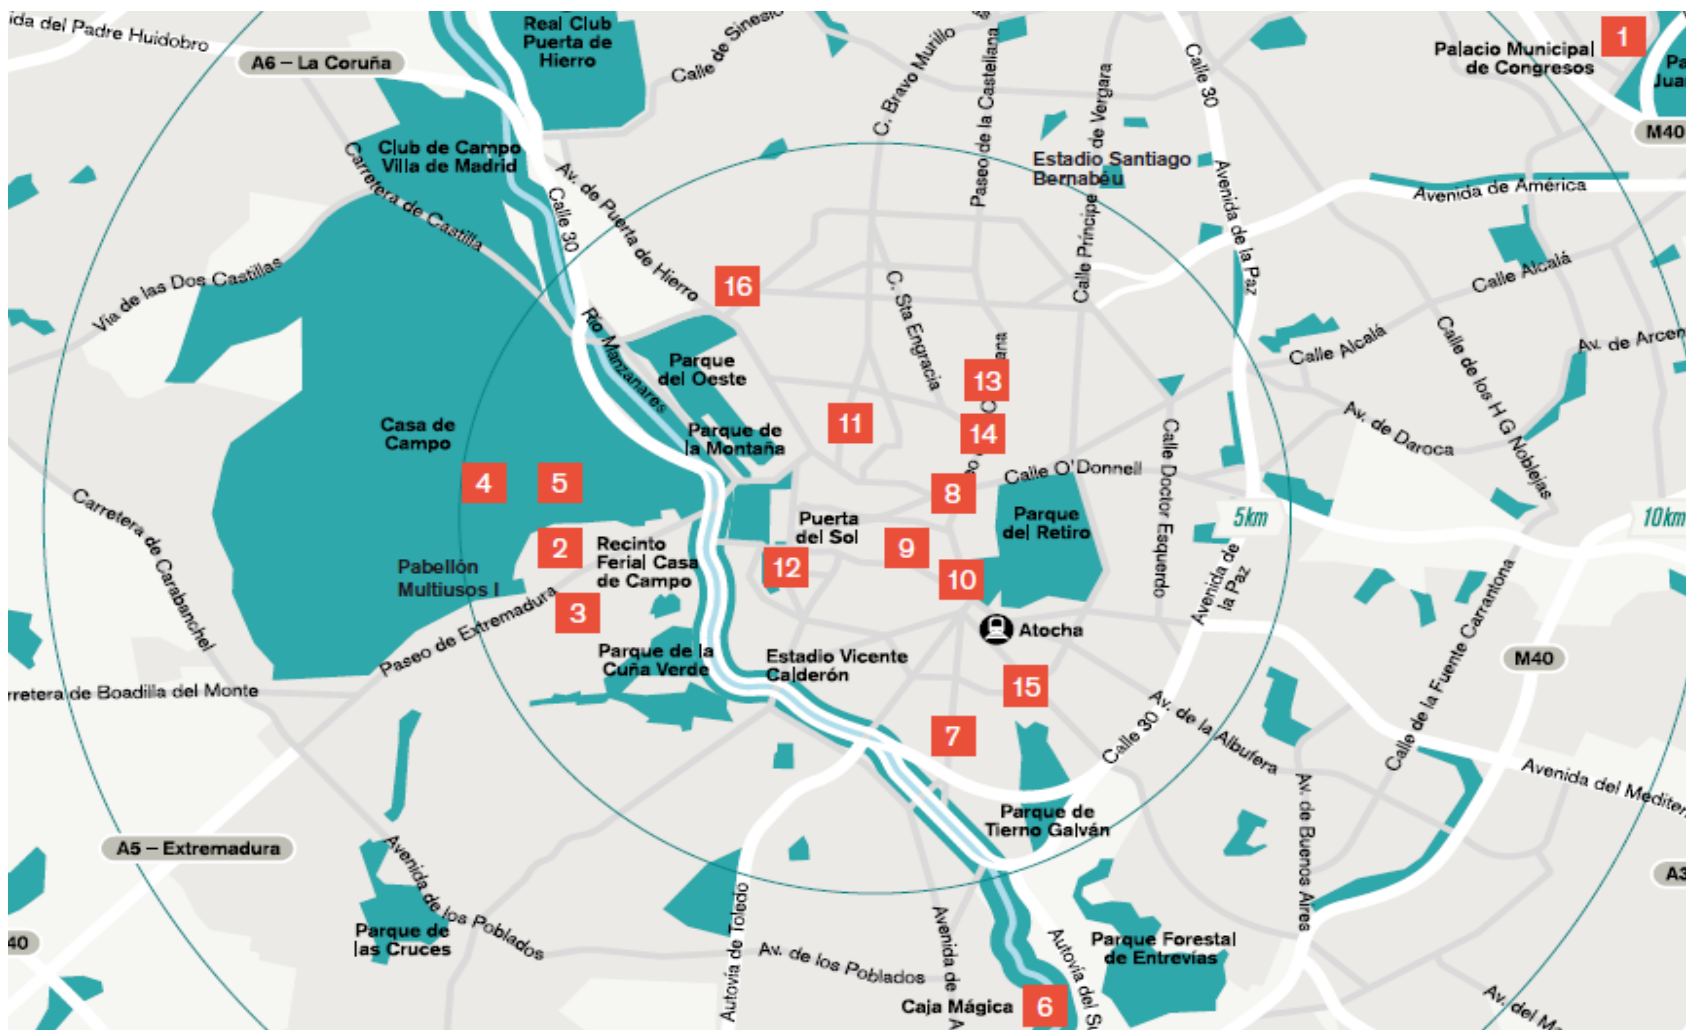 ida del Padre Huidobro
A6 – La Coruña
Real Club
Puerta de
Hierro
Calle de Sinesio
C. Bravo Murillo
Paseo de la Castellana
Calle Príncipe de Vergara
Calle 30
Palacio Municipal
de Congresos
1
Pa
Juan
M40
Club de Campo
Villa de Madrid
Carretera de Castilla
Calle 30
Av. de Puerta de Hierro
Estadio Santiago
Bernabéu
Avenida de la Paz
Avenida de América
Vía de las Dos Castillas
16
C. Sta Engracia
Calle Alcalá
Calle Alcalá
Av. de Arcen
Calle de los H G Noblejas
Río Manzanares
Parque
del Oeste
13
ana
C
Casa de
Campo
Parque de
la Montaña
11
14
eo
Av. de Daroca
Calle Doctor Esquerdo
Calle O'Donnell
4
5
8
Parque
del Retiro
5km
10km
Carretera de Carabanchel
Puerta
del Sol
2
Recinto
Ferial Casa
de Campo
9
12
10
Pabellón
Multiusos I
Paseo de Extremadura
3
Avenida de
la Paz
Calle de la Fuente Carrantona
Atocha
Parque de la
Cuña Verde
Estadio Vicente
Calderón
M40
rretera de Boadilla del Monte
15
7
Calle 30
Av. de la Albufera
Av. de Buenos Aires
Avenida del Mediter
Parque de
Tierno Galván
A5 – Extremadura
A3
Avenida de los Poblados
Parque de
las Cruces
Autovía de Toledo
Av. de los Poblados
Avenida de A
Autovía del Su
Parque Forestal
de Entrevías
40
Caja Mágica
6
Av. del M